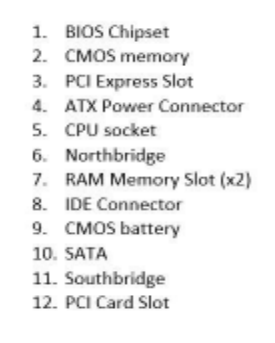 1. BIOS Chipset
2. CMOS memory
3. PCI Express Slot
4. ATX Power Connector
5. CPU socket
6. Northbridge
7. RAM Memory Slot (x2)
8. IDE Connector
9. CMOS battery
10. SATA
11. Southbridge
12. PCI Card Slot